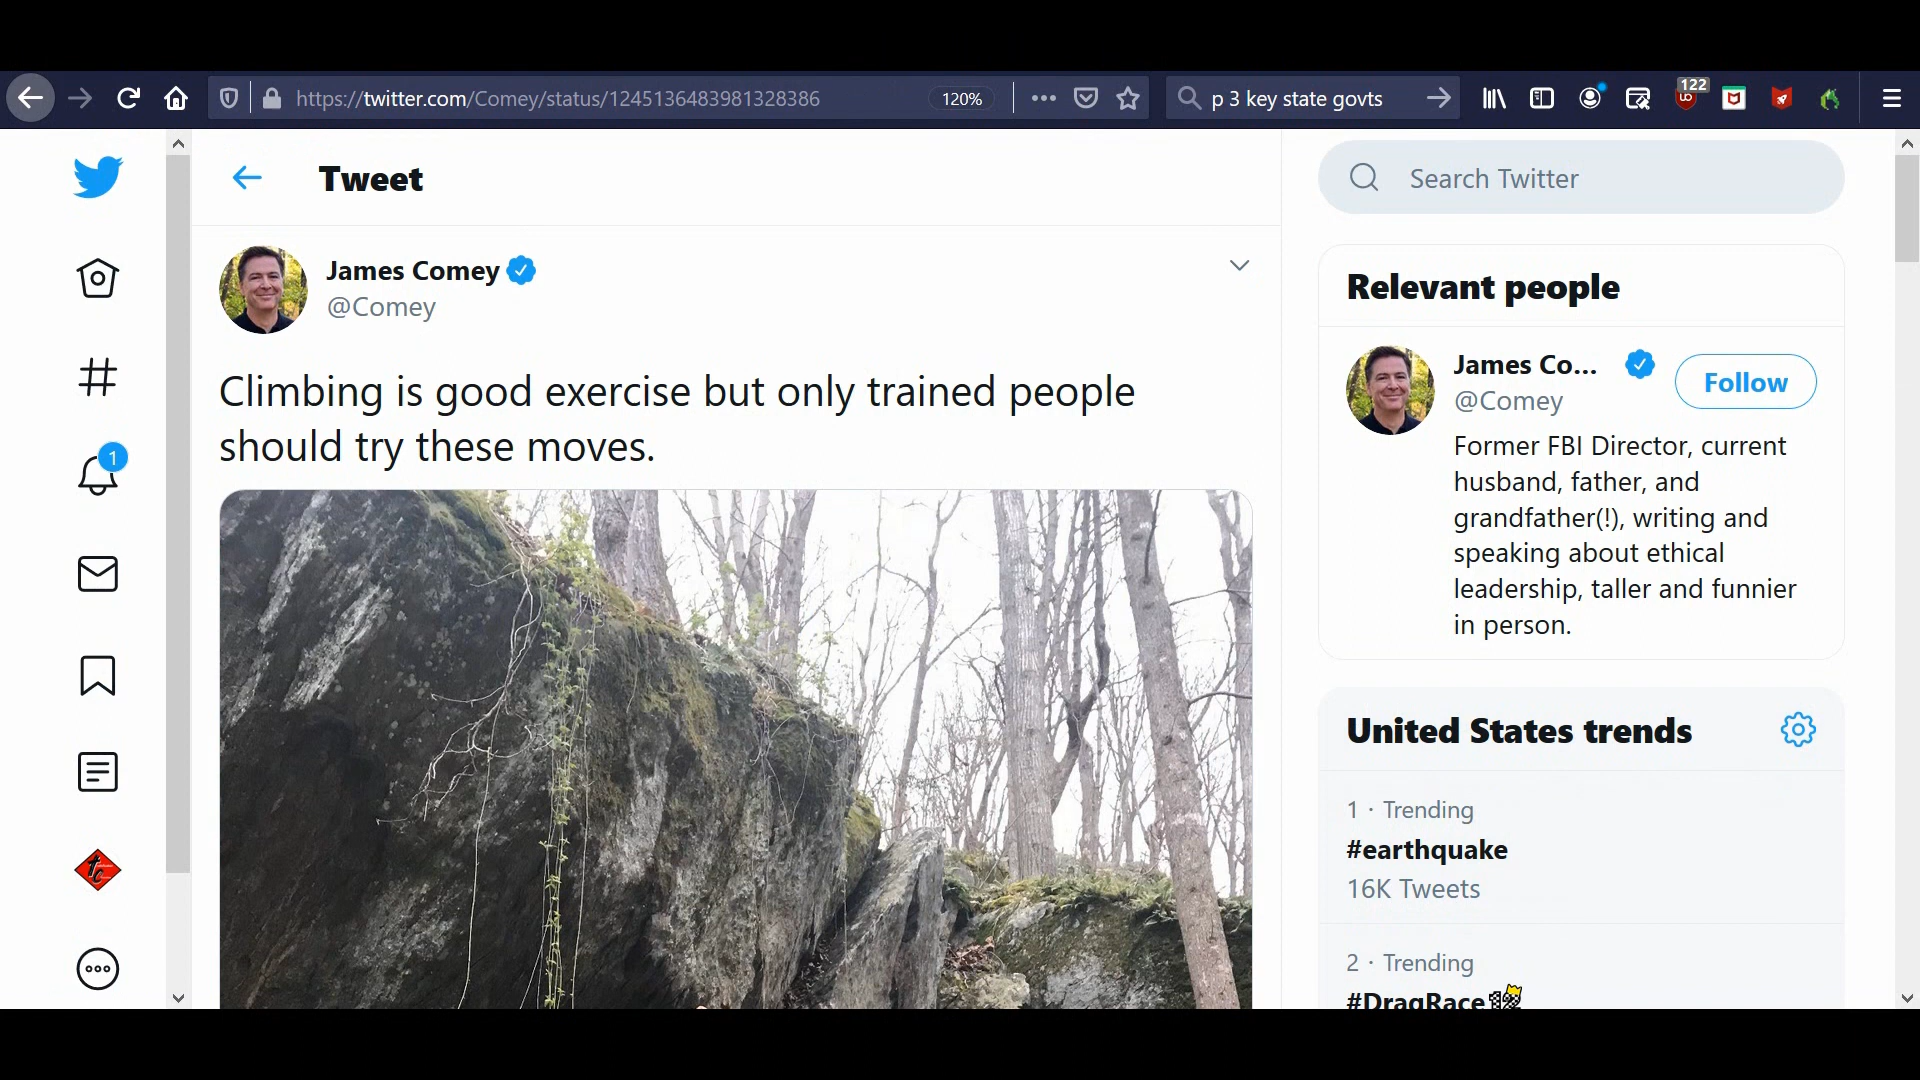 https://twitter.com/Comey/status/1245136483981328386
120%
p 3 key state govts
122
Tweet
Search Twitter
James Comey
@Comey
Climbing is good exercise but only trained people
should try these moves.
1
Relevant people
James Co...
@Comey
Follow
Former FBI Director, current
husband, father, and
grandfather(!), writing and
speaking about ethical
leadership, taller and funnier
in person.
United States trends
1 · Trending
#earthquake
16K Tweets
2 · Trending
#DragRace